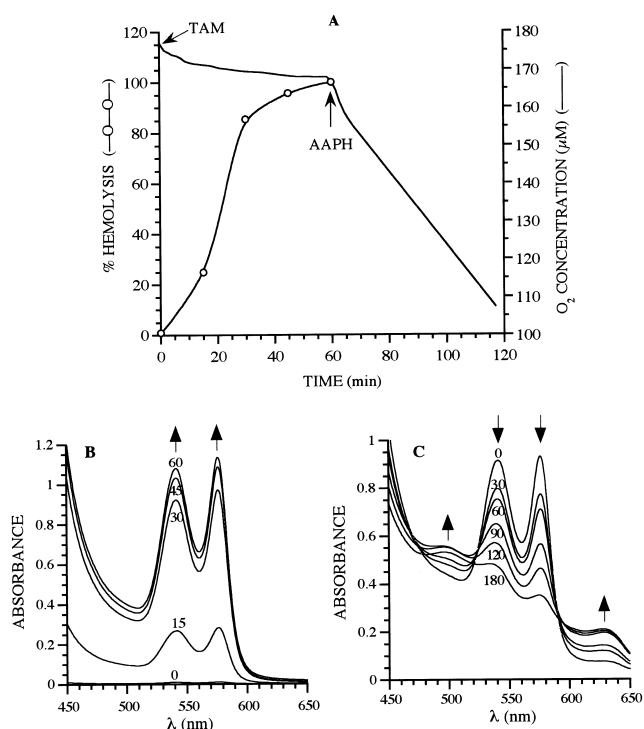 A
TAM
AAPH
% HEMOLYSIS (—O—O—)
120
100
80
60
40
20
0
O2 CONCENTRATION (µM) (——)
180
170
160
150
140
130
120
110
100
0 20 40 60 80 100 120
TIME (min)
B
ABSORBANCE
1.2
1
0.8
0.6
0.4
0.2
0
60
45
30
15
0
450 500 550 600 650
λ (nm)
C
ABSORBANCE
1
0.8
0.6
0.4
0.2
0
0
30
60
90
120
180
450 500 550 600 650
λ (nm)